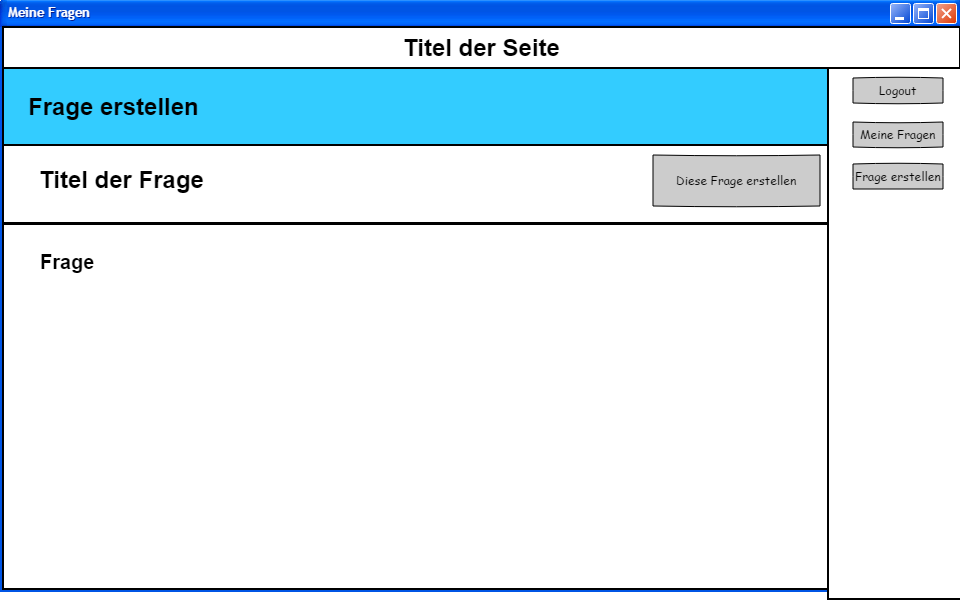 Meine Fragen
Titel der Seite
Frage erstellen
Titel der Frage
Diese Frage erstellen
Frage
Logout
Meine Fragen
Frage erstellen